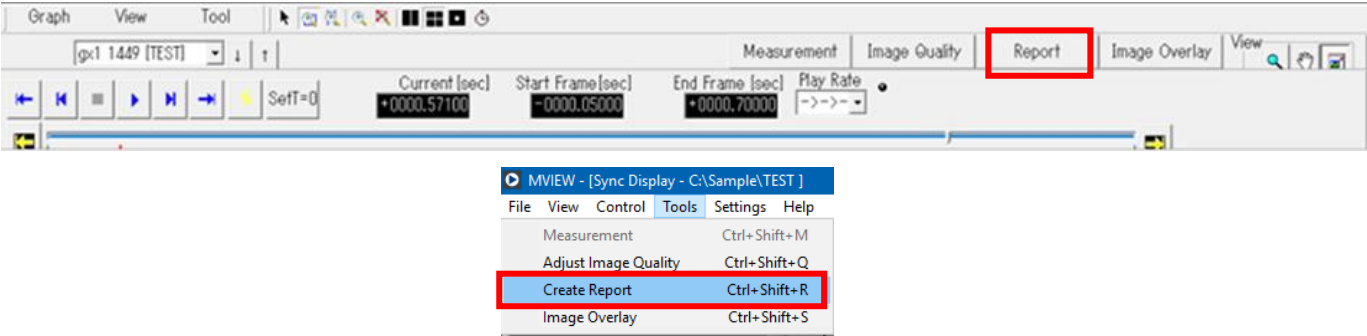 Graph View Tool
gx1 1449 [TEST] ↓ ↑ Measurement Image Quality Report Image Overlay View
Current [sec] Start Frame[sec] End Frame [sec] Play Rate
SetT=0 +0000.57100 -0000.05000 +0000.70000 ->->-
MVIEW - [Sync Display - C:\Sample\TEST ]
File View Control Tools Settings Help
Measurement Ctrl+Shift+M
Adjust Image Quality Ctrl+Shift+Q
Create Report Ctrl+Shift+R
Image Overlay Ctrl+Shift+S